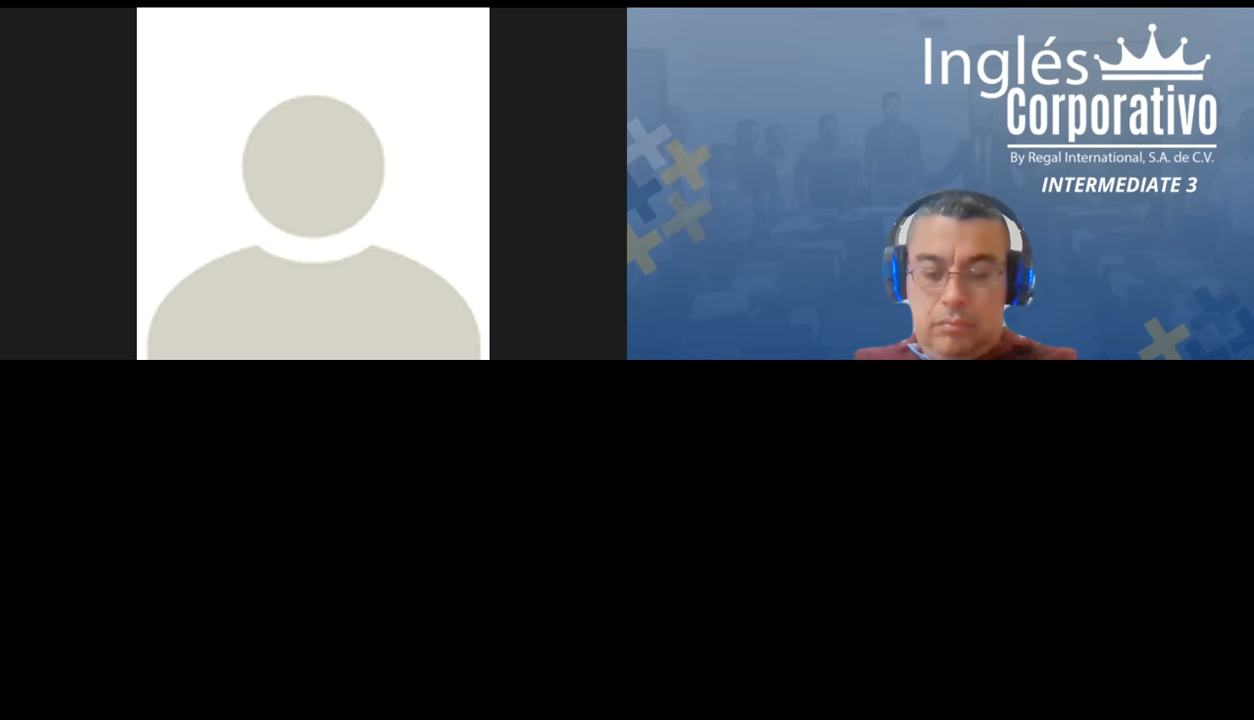 Inglés
Corporativo
By Regal International, S.A. de C.V.
INTERMEDIATE 3